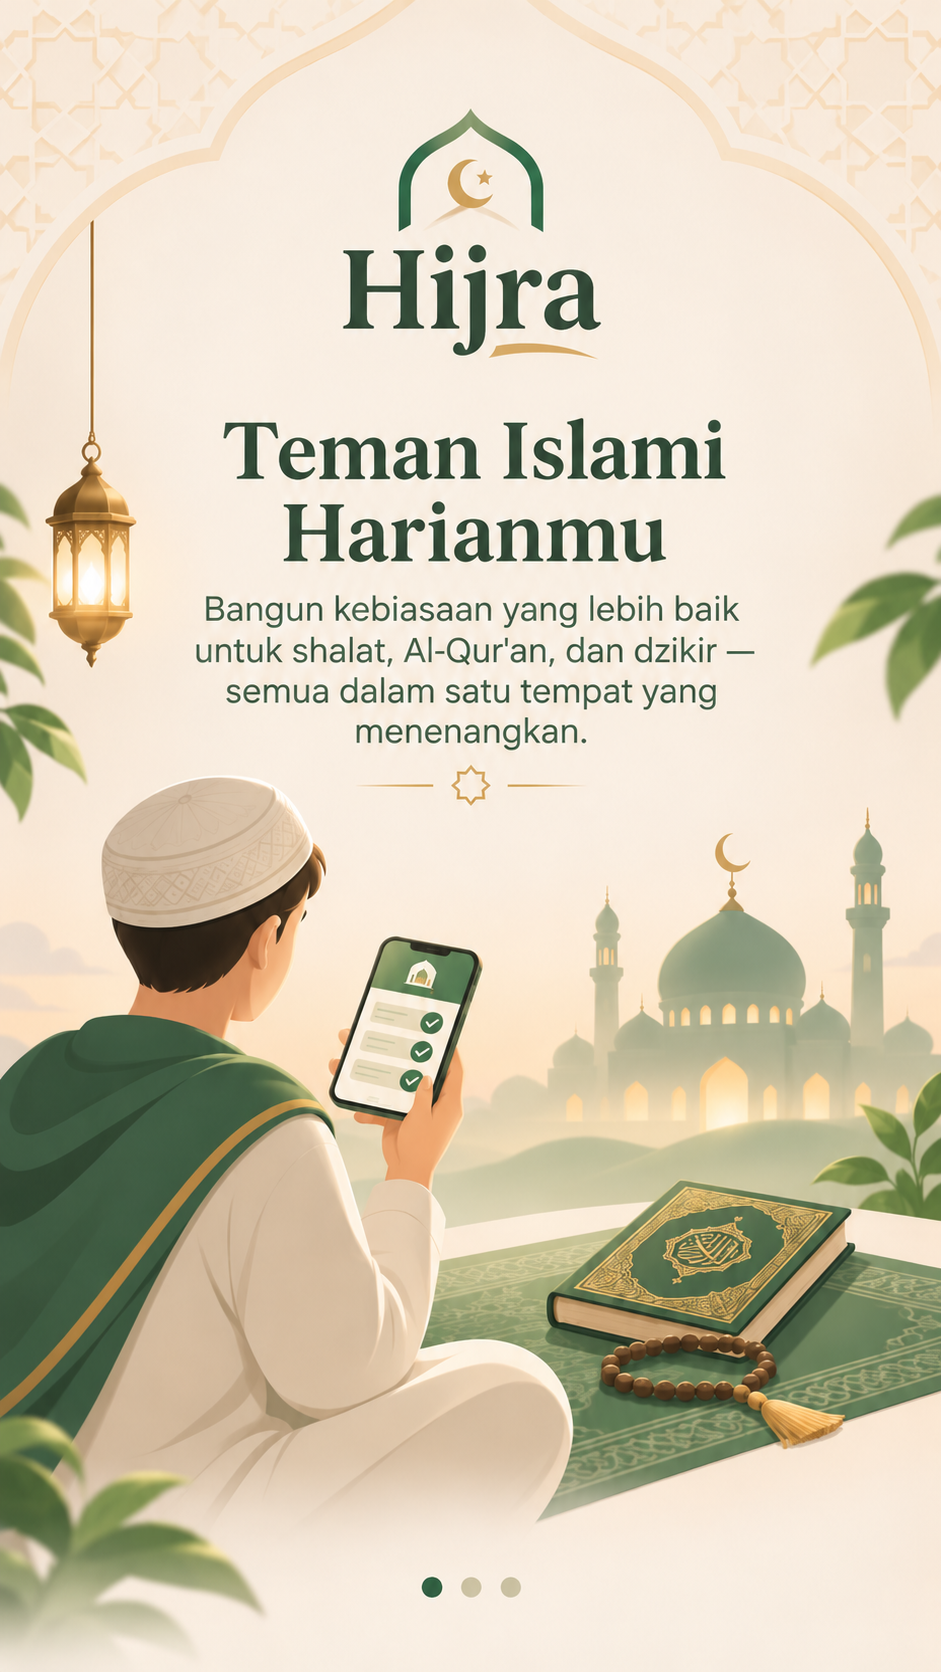 Hijra
Teman Islami
Harianmu
Bangun kebiasaan yang lebih baik
untuk shalat, Al-Qur'an, dan dzikir —
semua dalam satu tempat yang
menenangkan.